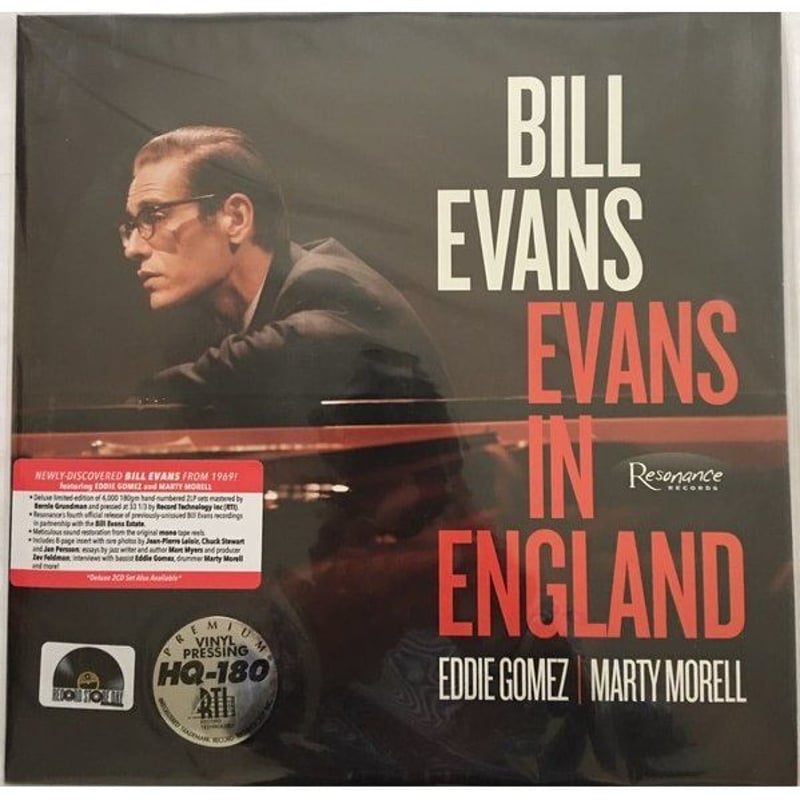 BILL
EVANS
EVANS
IN
ENGLAND
Resonance
RECORDS
EDDIE GOMEZ | MARTY MORELL
NEWLY-DISCOVERED BILL EVANS FROM 1969!
featuring EDDIE GOMEZ and MARTY MORELL
• Deluxe limited-edition of 4,000 180gm hand-numbered 2LP sets mastered by
Bernie Grundman and pressed at 33 1/3 by Record Technology Inc (RTI).
• Resonance's fourth official release of previously-unissued Bill Evans recordings
in partnership with the Bill Evans Estate.
• Meticulous sound restoration from the original mono tape reels.
• Includes 8-page insert with rare photos by Jean-Pierre Leloir, Chuck Stewart
and Jan Persson; essays by jazz writer and author Marc Myers and producer
Zev Feldman; interviews with bassist Eddie Gomez, drummer Marty Morell
and more!
*Deluxe 2CD Set Also Available*
RECORD STORE DAY
PREMIUM
VINYL
PRESSING
HQ-180
RTI
RECORD
TECHNOLOGY